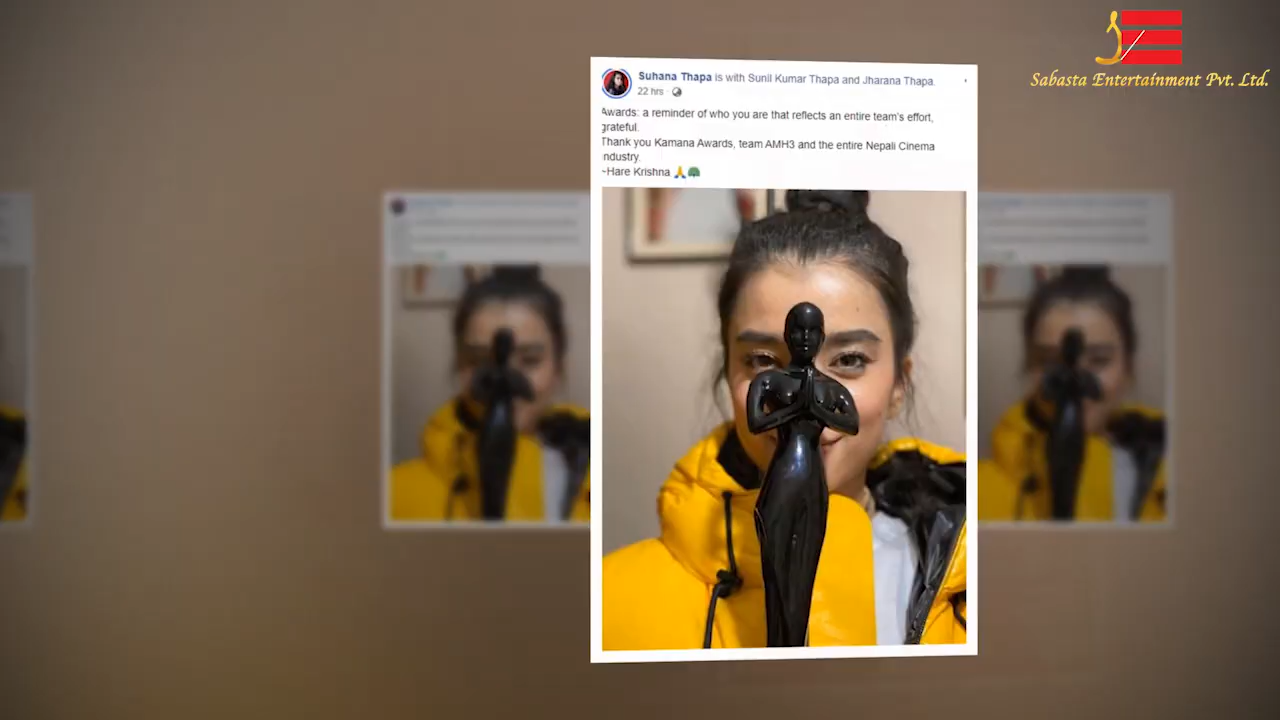 Sabasta Entertainment Pvt. Ltd.
Suhana Thapa is with Sunil Kumar Thapa and Jharana Thapa.
22 hrs ·
Awards: a reminder of who you are that reflects an entire team's effort,
grateful.
Thank you Kamana Awards, team AMH3 and the entire Nepali Cinema
industry.
~Hare Krishna 🙏🦚